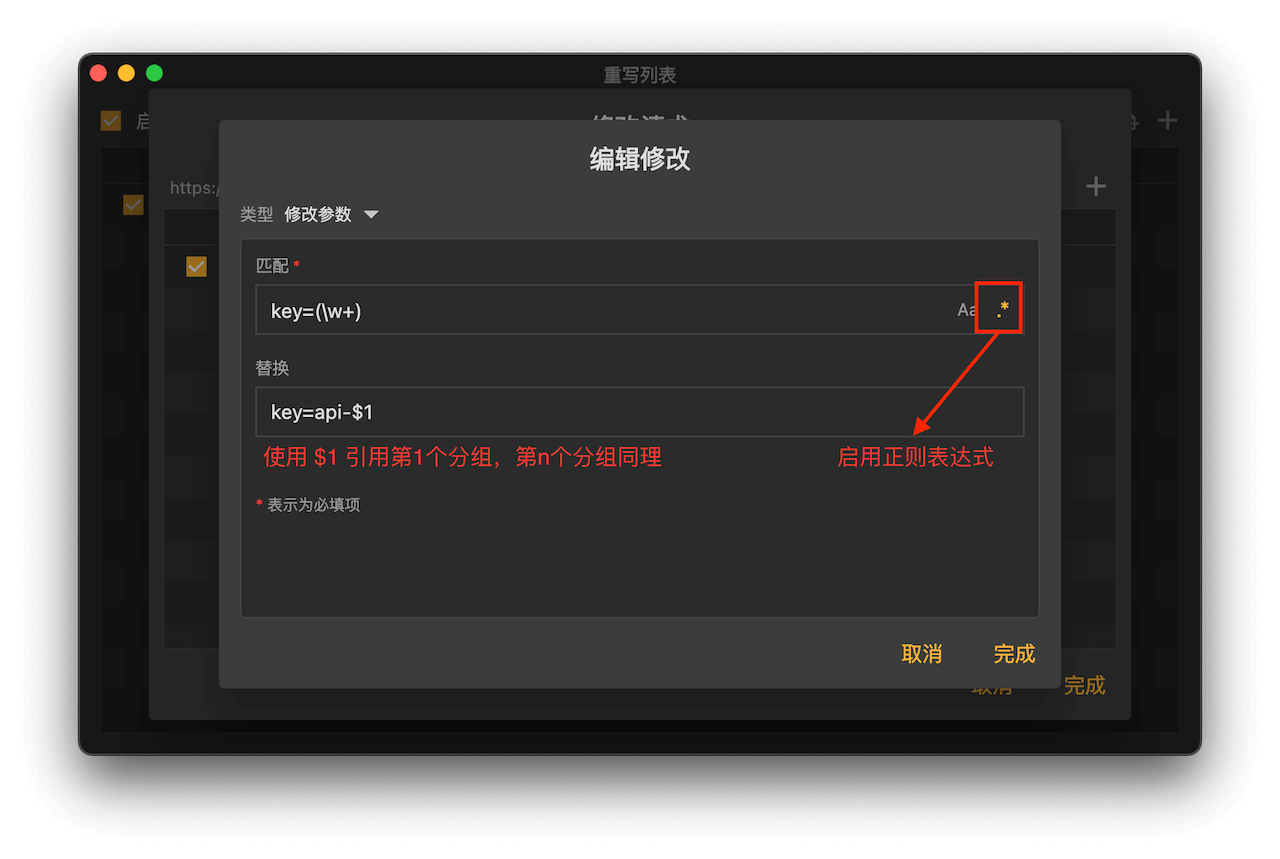 重写列表
启
修改请求
编辑修改
https:/
类型 修改参数
匹配 *
key=(\w+)
Aa .*
替换
key=api-$1
使用 $1 引用第1个分组，第n个分组同理
启用正则表达式
* 表示为必填项
取消 完成
取消 完成